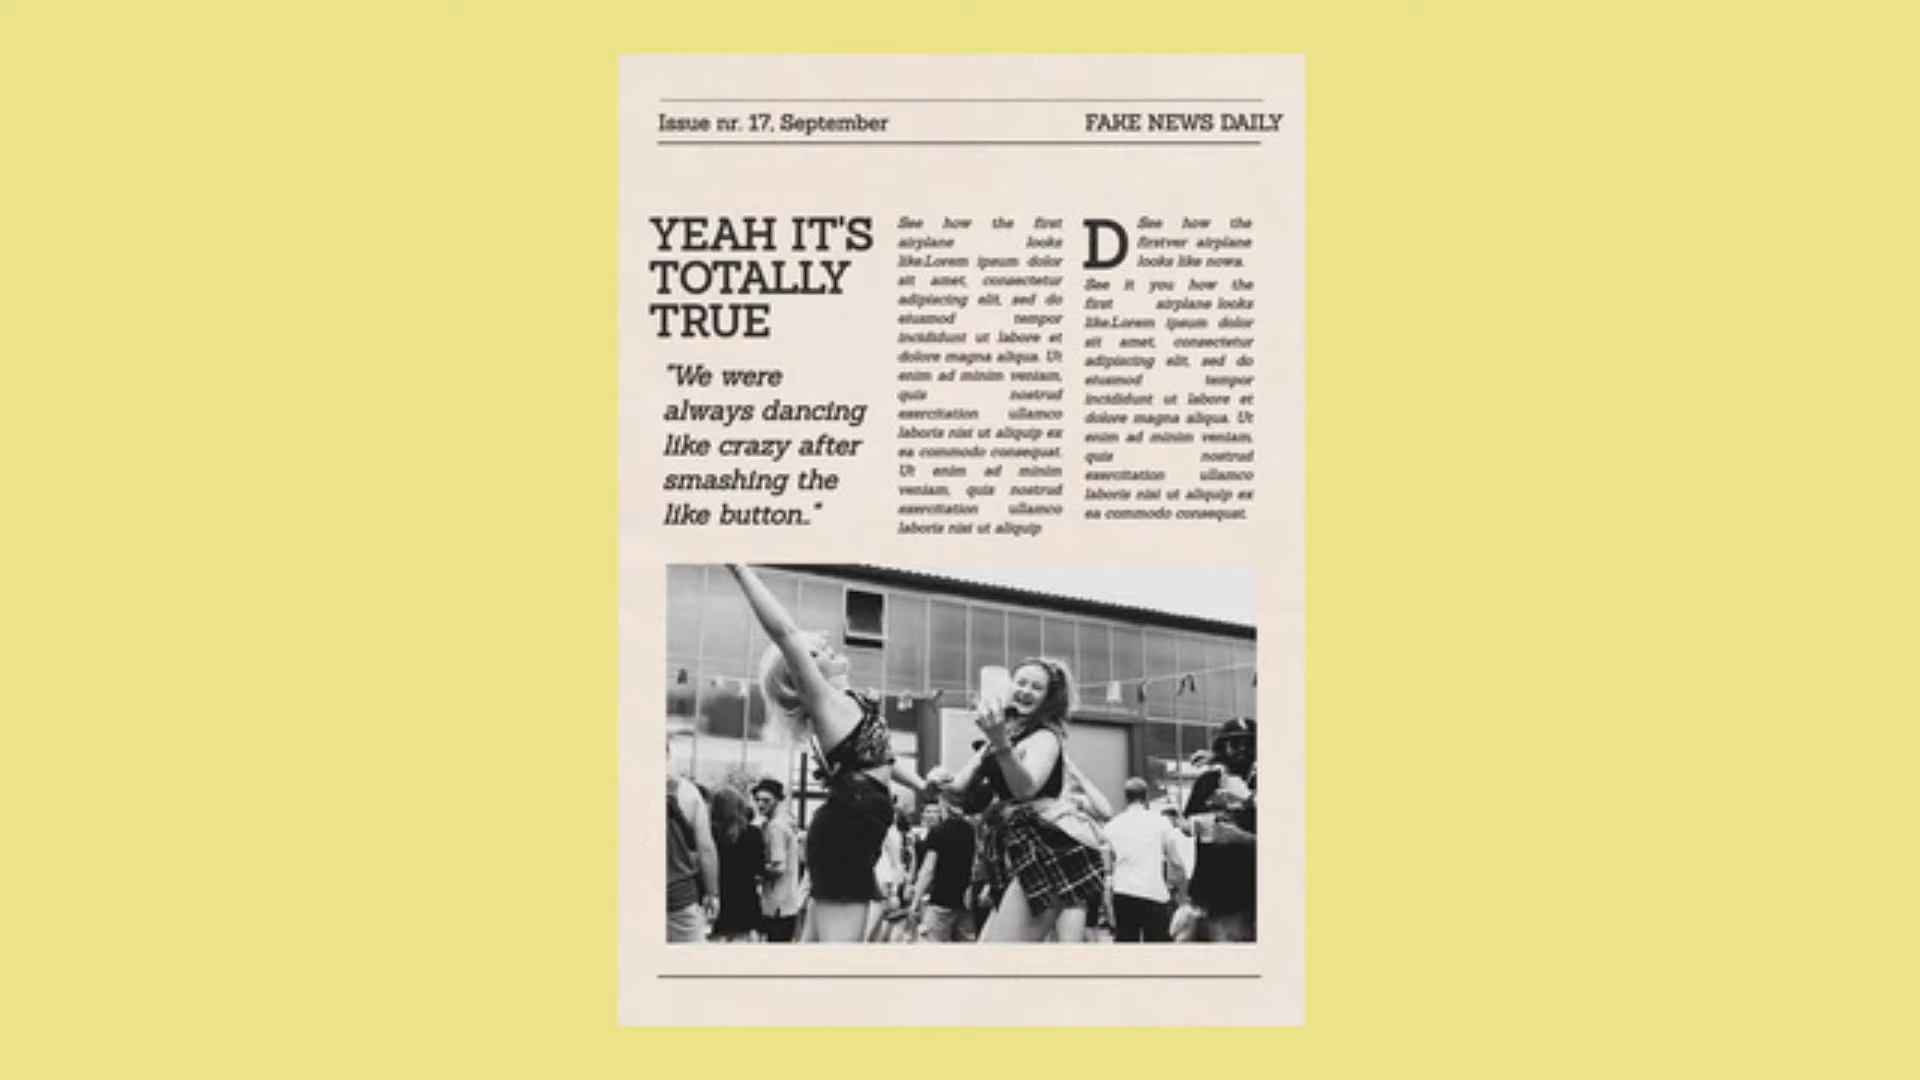 Issue nr. 17, September
FAKE NEWS DAILY
YEAH IT'S
TOTALLY
TRUE
"We were
always dancing
like crazy after
smashing the
like button.."
See how the first
airplane looks
like.Lorem ipsum dolor
sit amet, consectetur
adipiscing elit, sed do
eiusmod tempor
incididunt ut labore et
dolore magna aliqua. Ut
enim ad minim veniam,
quis nostrud
exercitation ullamco
laboris nisi ut aliquip ex
ea commodo consequat.
Ut enim ad minim
veniam, quis nostrud
exercitation ullamco
laboris nisi ut aliquip
D
See how the
firstver airplane
looks like nowa.
See it you how the
first airplane looks
like.Lorem ipsum dolor
sit amet, consectetur
adipiscing elit, sed do
eiusmod tempor
incididunt ut labore et
dolore magna aliqua. Ut
enim ad minim veniam,
quis nostrud
exercitation ullamco
laboris nisi ut aliquip ex
ea commodo consequat.